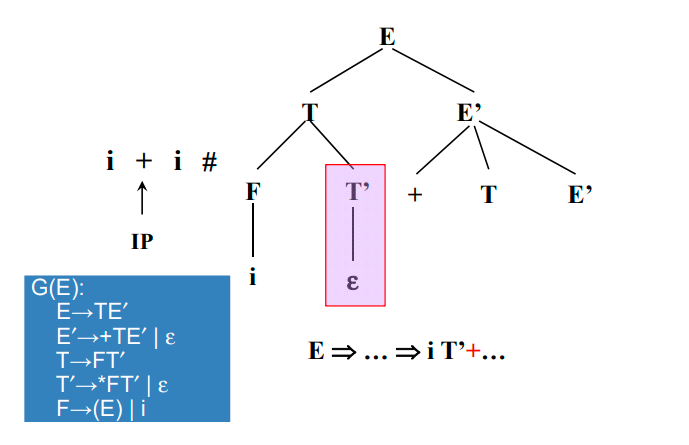 E
T E’
i + i #
F T’ + T E’
IP
i ε
G(E):
E→TE′
E′→+TE′ | ε
T→FT′
T′→*FT′ | ε
F→(E) | i
E ⇒ … ⇒ i T’+…